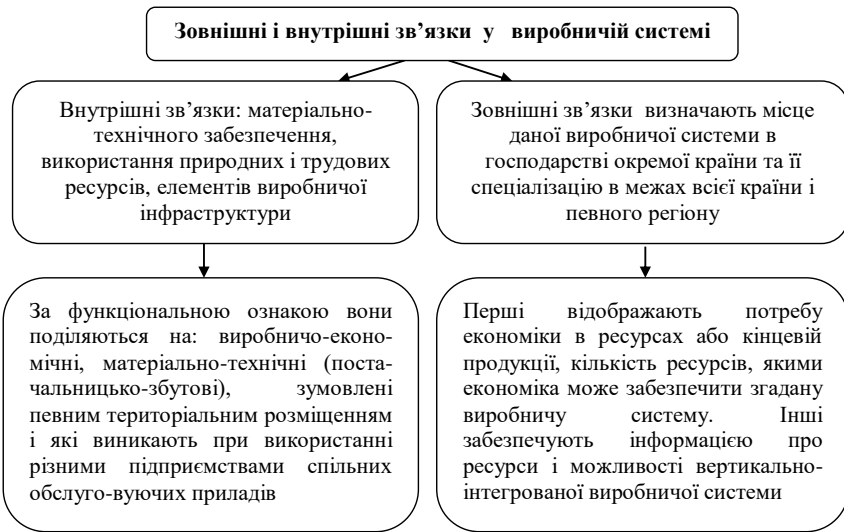 Зовнішні і внутрішні зв’язки у виробничій системі
Внутрішні зв’язки: матеріально-
технічного забезпечення,
використання природних і трудових
ресурсів, елементів виробничої
інфраструктури
Зовнішні зв’язки визначають місце
даної виробничої системи в
господарстві окремої країни та її
спеціалізацію в межах всієї країни і
певного регіону
За функціональною ознакою вони
поділяються на: виробничо-еконо-
мічні, матеріально-технічні (поста-
чальницько-збутові), зумовлені
певним територіальним розміщенням
і які виникають при використанні
різними підприємствами спільних
обслуго-вуючих приладів
Перші відображають потребу
економіки в ресурсах або кінцевій
продукції, кількість ресурсів, якими
економіка може забезпечити згадану
виробничу систему. Інші
забезпечують інформацією про
ресурси і можливості вертикально-
інтегрованої виробничої системи